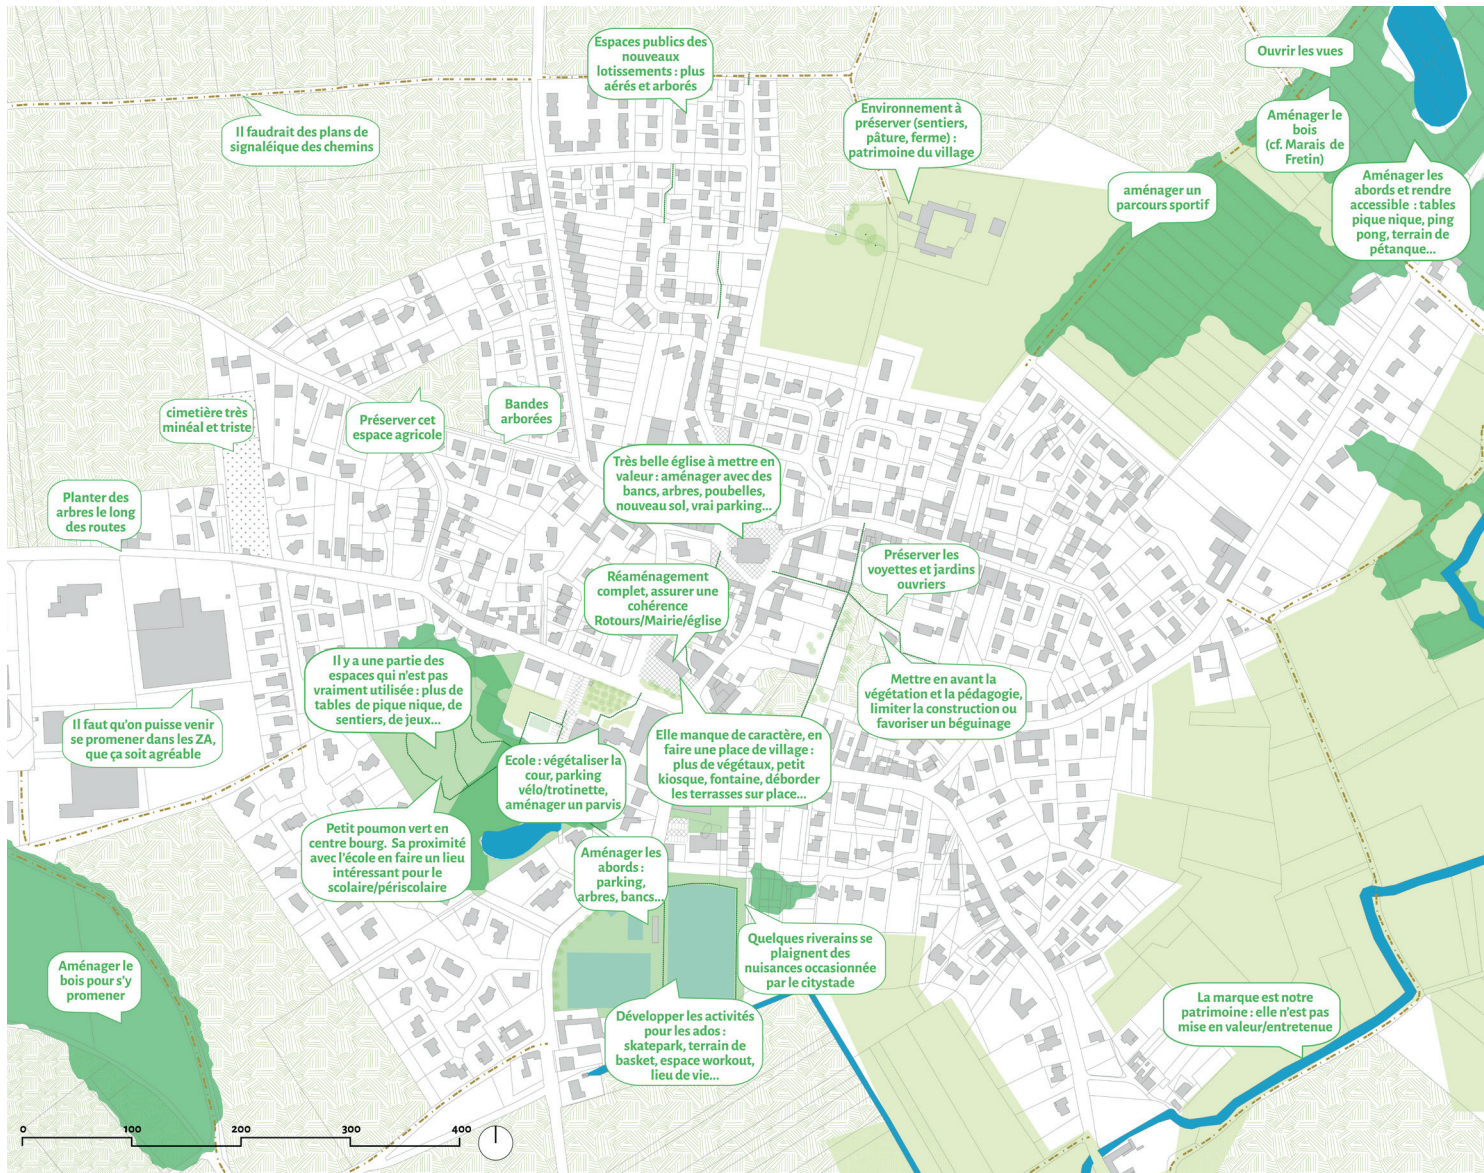 Espaces publics des
nouveaux
lotissements : plus
aérés et arborés
Ouvrir les vues
Il faudrait des plans de
signaléique des chemins
Environnement à
préserver (sentiers,
pâture, ferme) :
patrimoine du village
Aménager le
bois
(cf. Marais de
Fretin)
aménager un
parcours sportif
Aménager les
abords et rendre
accessible : tables
pique nique, ping
pong, terrain de
pétanque...
cimetière très
minéal et triste
Préserver cet
espace agricole
Bandes
arborées
Très belle église à mettre en
valeur : aménager avec des
bancs, arbres, poubelles,
nouveau sol, vrai parking...
Planter des
arbres le long
des routes
Réaménagement
complet, assurer une
cohérence
Rotours/Mairie/église
Préserver les
voyettes et jardins
ouvriers
Il y a une partie des
espaces qui n'est pas
vraiment utilisée : plus de
tables de pique nique, de
sentiers, de jeux...
Mettre en avant la
végétation et la pédagogie,
limiter la construction ou
favoriser un béguinage
Il faut qu'on puisse venir
se promener dans les ZA,
que ça soit agréable
Ecole : végétaliser la
cour, parking
vélo/trotinette,
aménager un parvis
Elle manque de caractère, en
faire une place de village :
plus de végétaux, petit
kiosque, fontaine, déborder
les terrasses sur place...
Petit poumon vert en
centre bourg. Sa proximité
avec l'école en faire un lieu
intéressant pour le
scolaire/périscolaire
Aménager les
abords :
parking,
arbres, bancs...
Quelques riverains se
plaignent des
nuisances occasionnée
par le citystade
Aménager le
bois pour s'y
promener
Développer les activités
pour les ados :
skatepark, terrain de
basket, espace workout,
lieu de vie...
La marque est notre
patrimoine : elle n'est pas
mise en valeur/entretenue
0 100 200 300 400